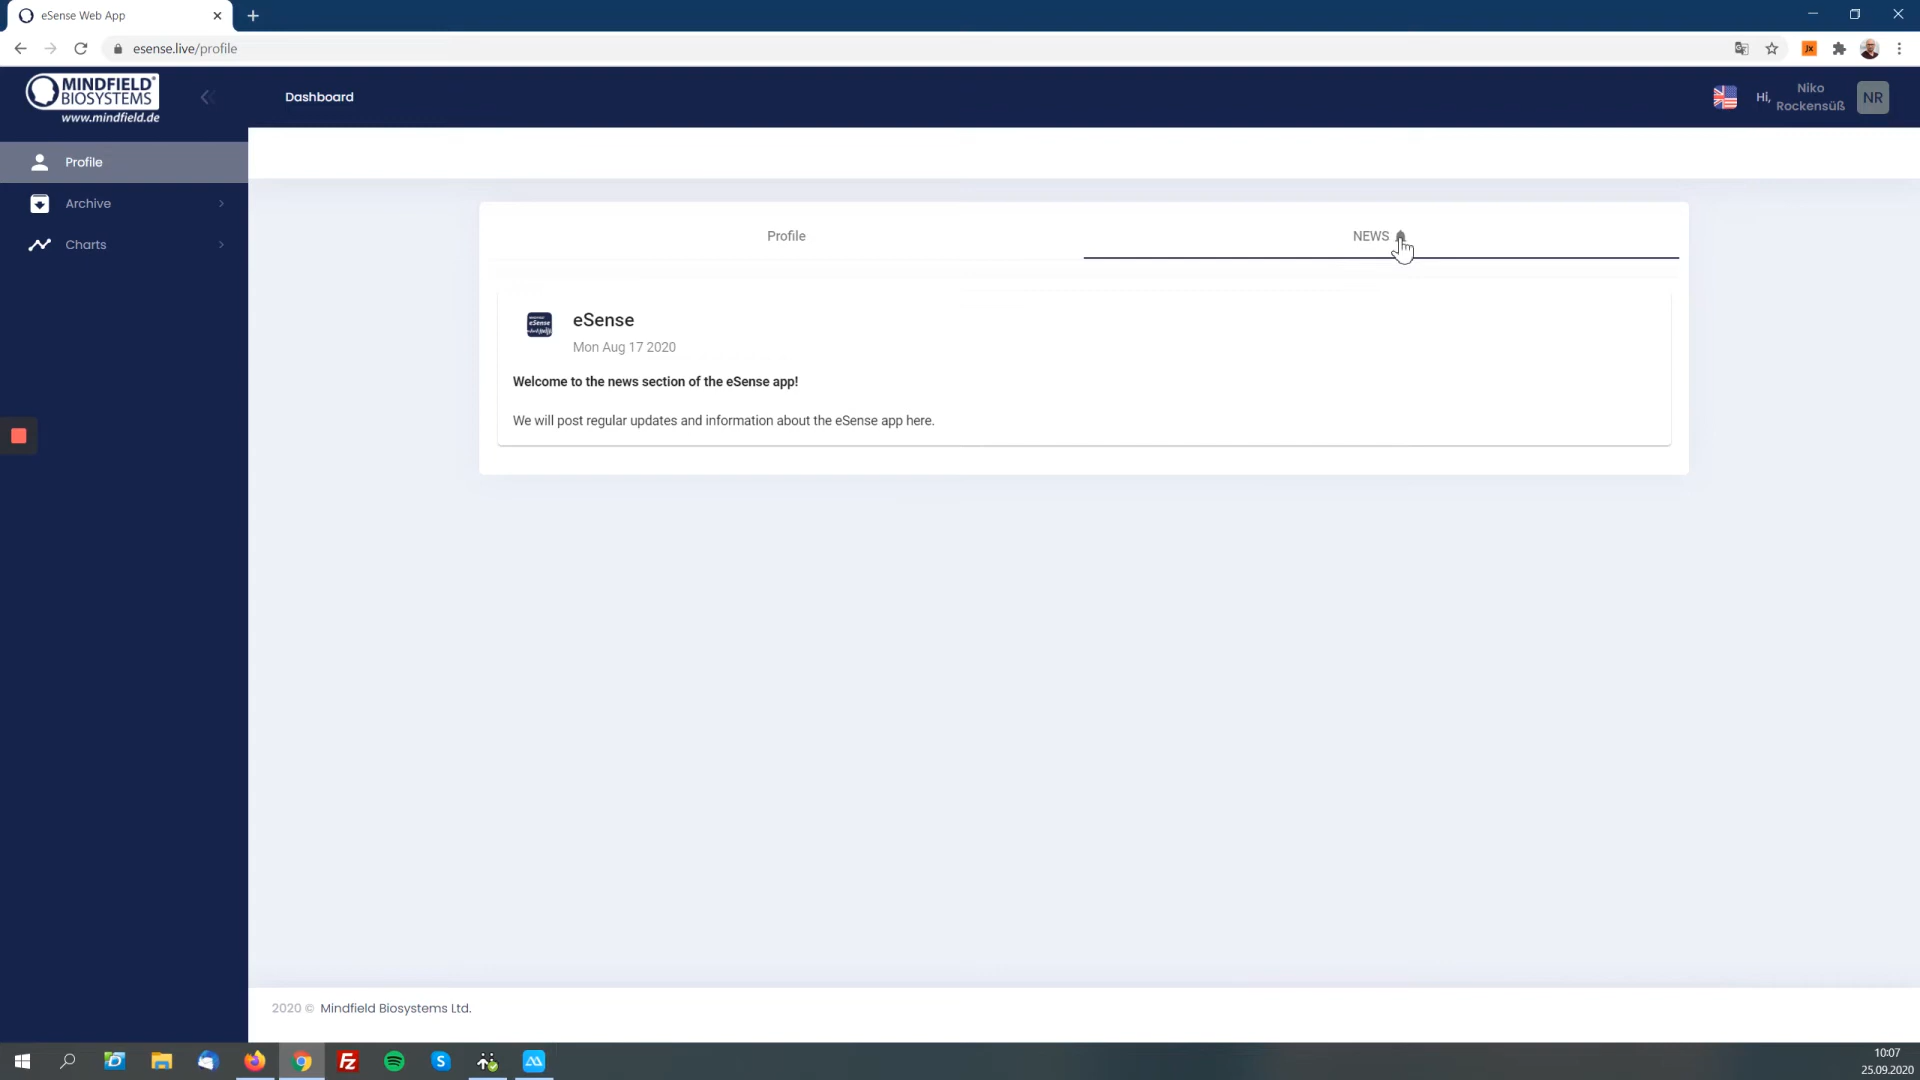 eSense Web App
esense.live/profile
MINDFIELD
BIOSYSTEMS
www.mindfield.de
Dashboard
Hi,
Niko
Rockensüß
NR
Profile
Archive
Charts
Profile
NEWS
eSense
Mon Aug 17 2020
Welcome to the news section of the eSense app!
We will post regular updates and information about the eSense app here.
2020 © Mindfield Biosystems Ltd.
10:07
25.09.2020